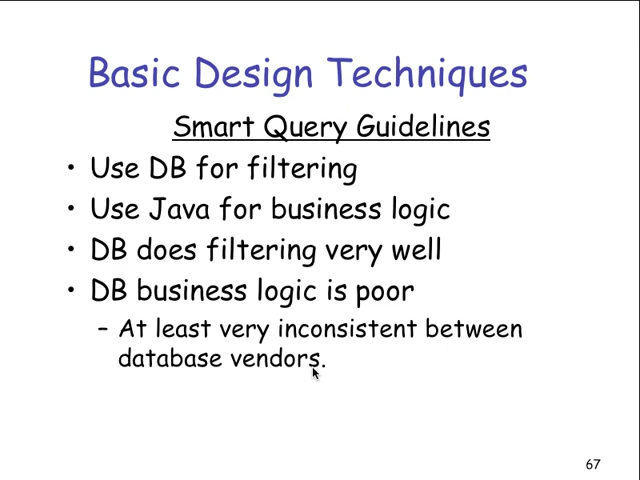 Basic Design Techniques
Smart Query Guidelines
• Use DB for filtering
• Use Java for business logic
• DB does filtering very well
• DB business logic is poor
– At least very inconsistent between
database vendors.
67